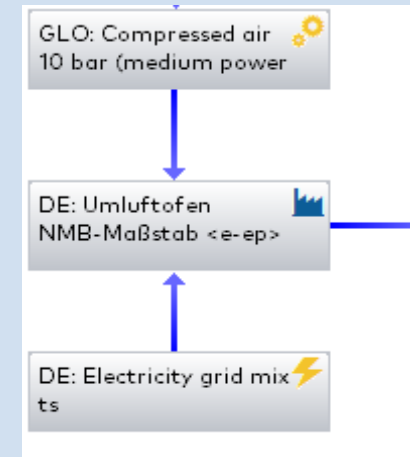 GLO: Compressed air
10 bar (medium power
DE: Umluftofen
NMB-Maßstab <e-ep>
DE: Electricity grid mix
ts